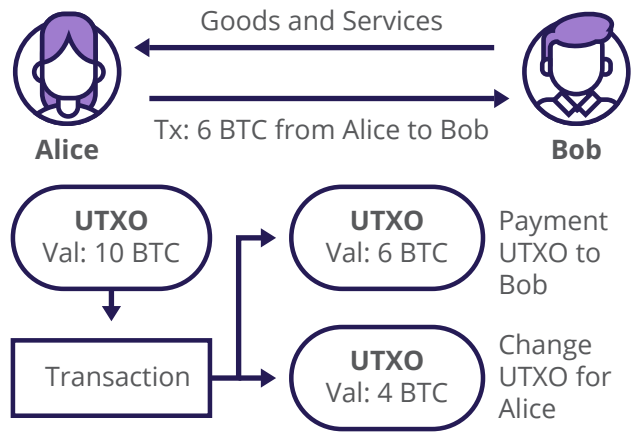 Goods and Services
Tx: 6 BTC from Alice to Bob
Alice
Bob
UTXO
Val: 10 BTC
UTXO
Val: 6 BTC
Payment
UTXO to
Bob
Transaction
UTXO
Val: 4 BTC
Change
UTXO for
Alice